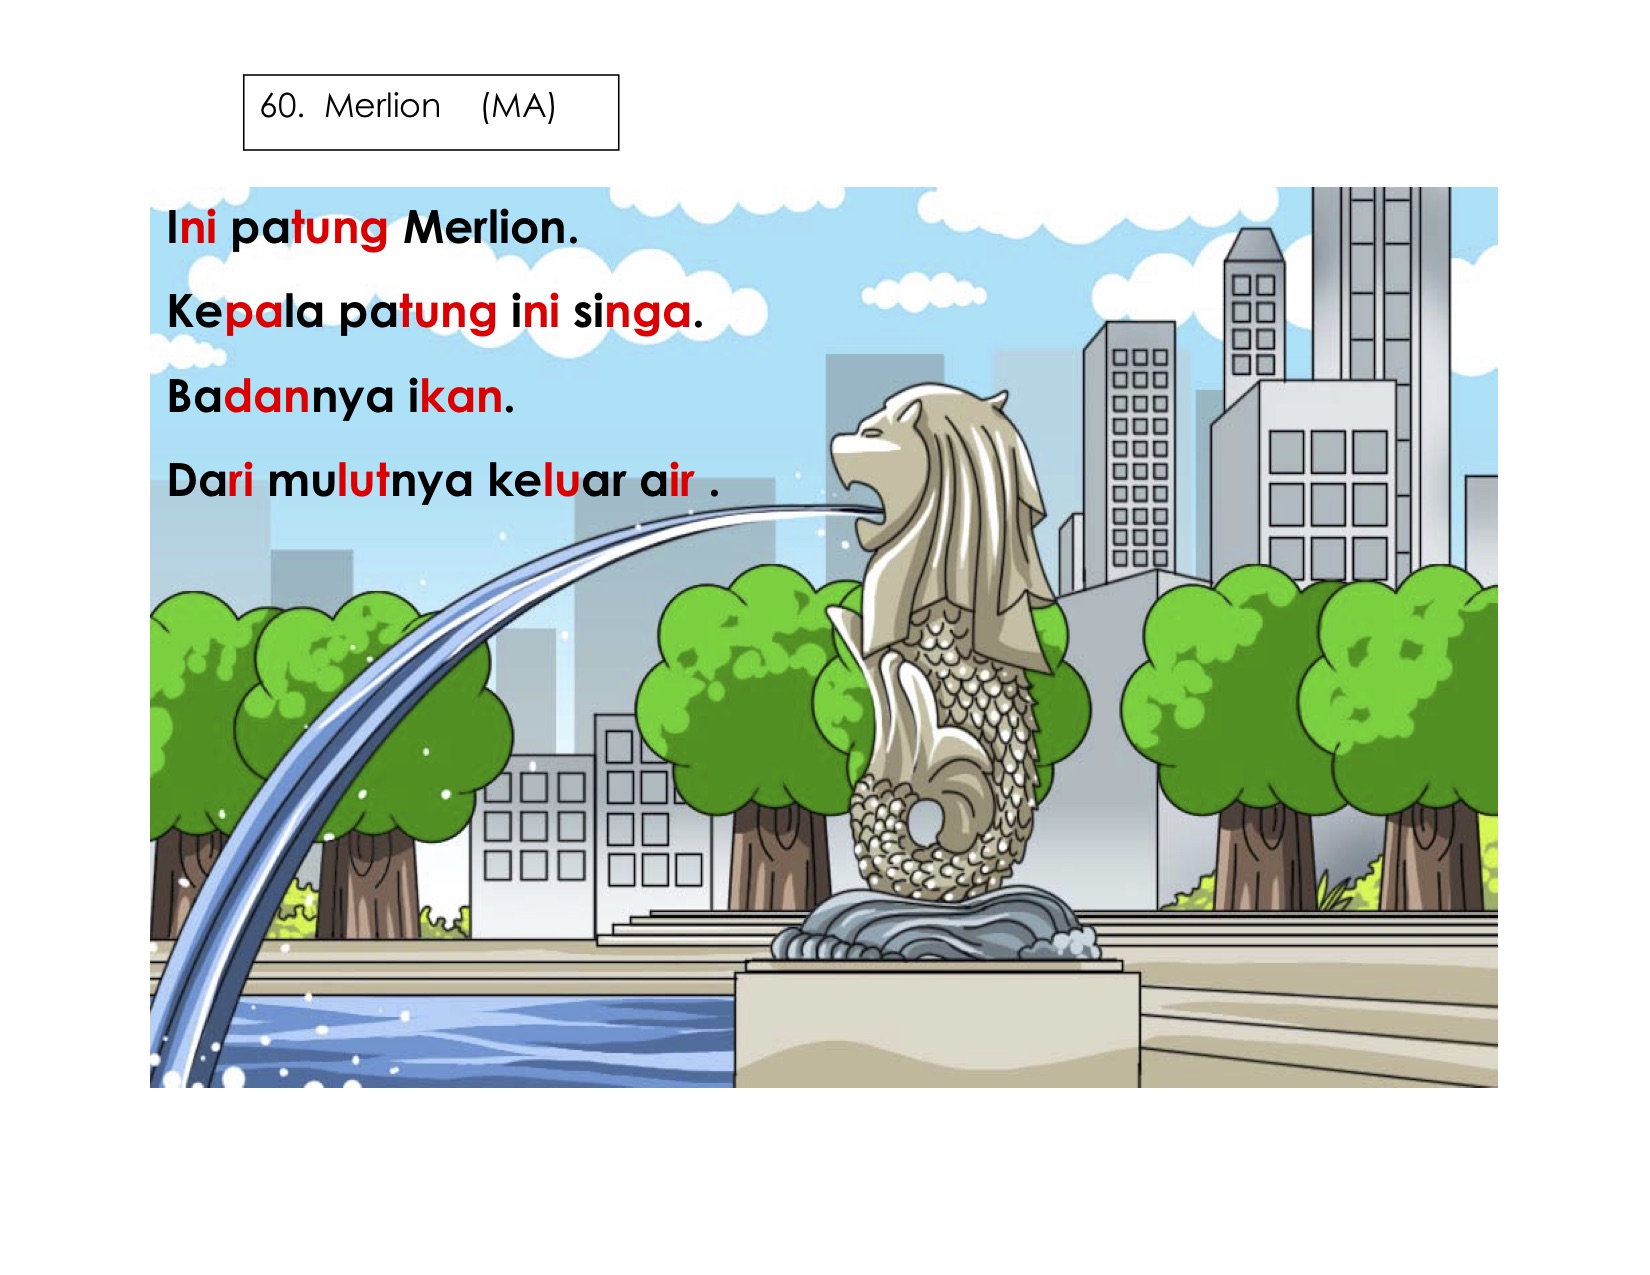 60. Merlion (MA)
Ini patung Merlion.
Kepala patung ini singa.
Badannya ikan.
Dari mulutnya keluar air .